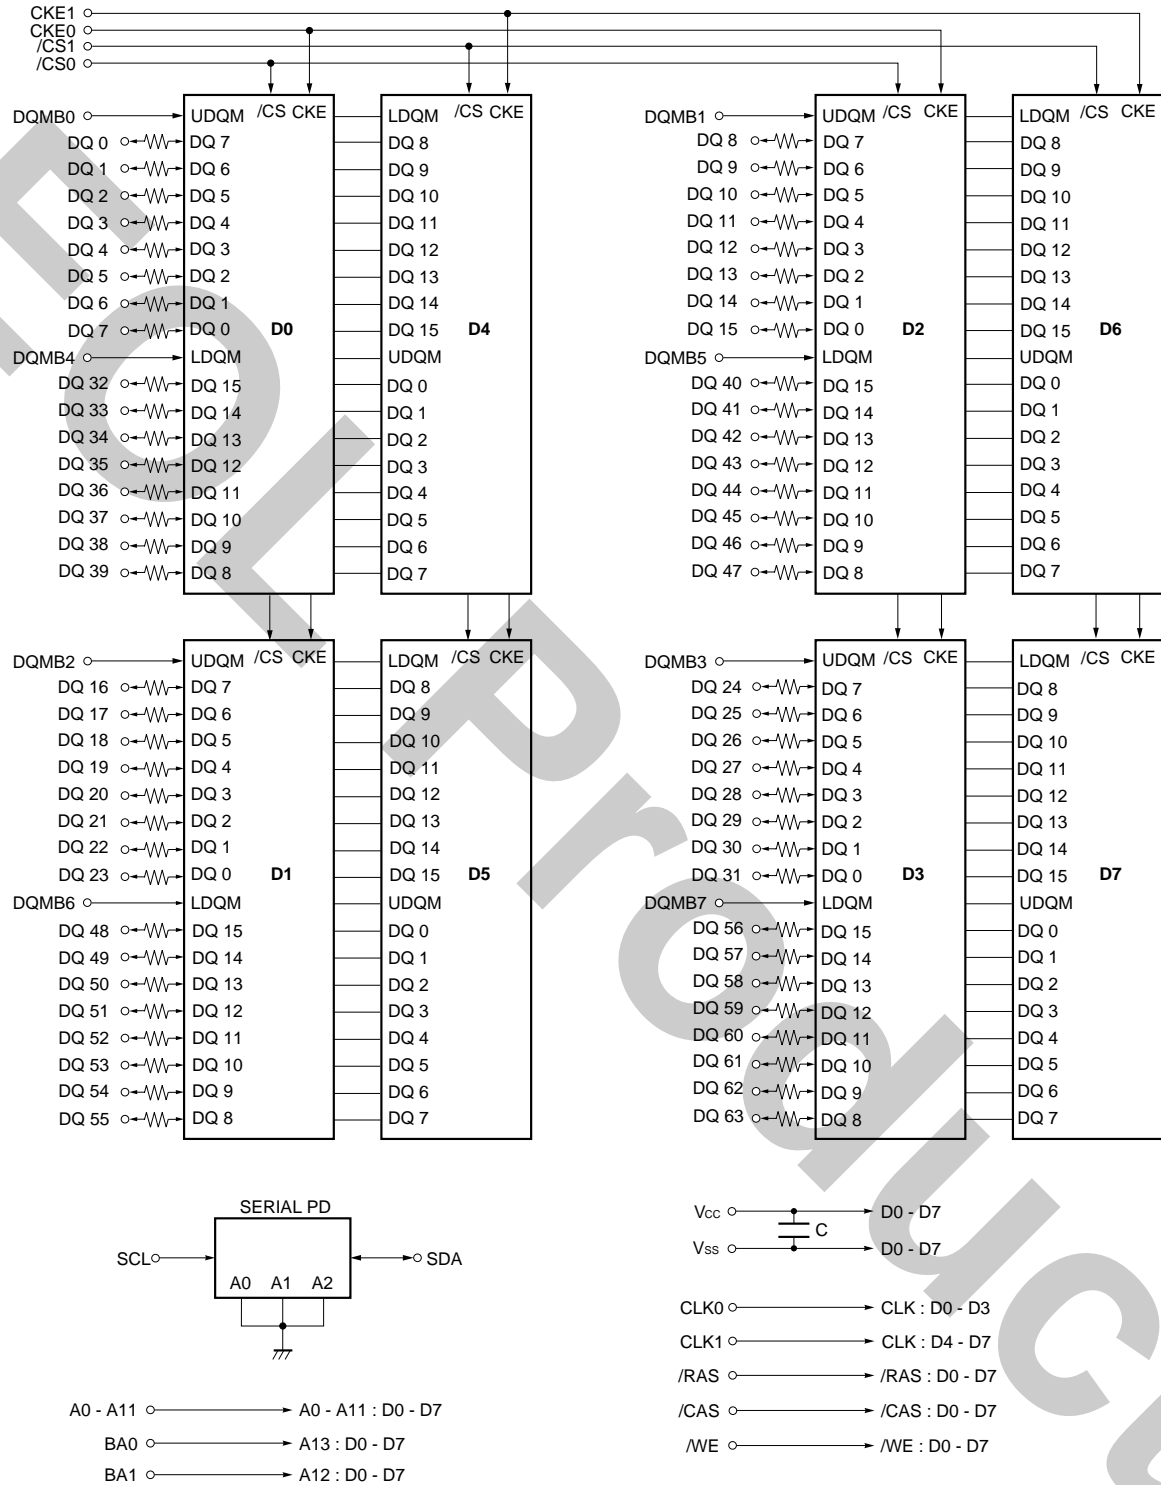 CKE1
CKE0
/CS1
/CS0
DQMB0 UDQM /CS CKE LDQM /CS CKE DQMB1 UDQM /CS CKE LDQM /CS CKE
DQ 0 DQ 7 DQ 8 DQ 8 DQ 7 DQ 8
DQ 1 DQ 6 DQ 9 DQ 9 DQ 6 DQ 9
DQ 2 DQ 5 DQ 10 DQ 10 DQ 5 DQ 10
DQ 3 DQ 4 DQ 11 DQ 11 DQ 4 DQ 11
DQ 4 DQ 3 DQ 12 DQ 12 DQ 3 DQ 12
DQ 5 DQ 2 DQ 13 DQ 13 DQ 2 DQ 13
DQ 6 DQ 1 DQ 14 DQ 14 DQ 1 DQ 14
DQ 7 DQ 0 D0 DQ 15 D4 DQ 15 DQ 0 D2 DQ 15 D6
DQMB4 LDQM UDQM DQMB5 LDQM UDQM
DQ 32 DQ 15 DQ 0 DQ 40 DQ 15 DQ 0
DQ 33 DQ 14 DQ 1 DQ 41 DQ 14 DQ 1
DQ 34 DQ 13 DQ 2 DQ 42 DQ 13 DQ 2
DQ 35 DQ 12 DQ 3 DQ 43 DQ 12 DQ 3
DQ 36 DQ 11 DQ 4 DQ 44 DQ 11 DQ 4
DQ 37 DQ 10 DQ 5 DQ 45 DQ 10 DQ 5
DQ 38 DQ 9 DQ 6 DQ 46 DQ 9 DQ 6
DQ 39 DQ 8 DQ 7 DQ 47 DQ 8 DQ 7
DQMB2 UDQM /CS CKE LDQM /CS CKE DQMB3 UDQM /CS CKE LDQM /CS CKE
DQ 16 DQ 7 DQ 8 DQ 24 DQ 7 DQ 8
DQ 17 DQ 6 DQ 9 DQ 25 DQ 6 DQ 9
DQ 18 DQ 5 DQ 10 DQ 26 DQ 5 DQ 10
DQ 19 DQ 4 DQ 11 DQ 27 DQ 4 DQ 11
DQ 20 DQ 3 DQ 12 DQ 28 DQ 3 DQ 12
DQ 21 DQ 2 DQ 13 DQ 29 DQ 2 DQ 13
DQ 22 DQ 1 DQ 14 DQ 30 DQ 1 DQ 14
DQ 23 DQ 0 D1 DQ 15 D5 DQ 31 DQ 0 D3 DQ 15 D7
DQMB6 LDQM UDQM DQMB7 LDQM UDQM
DQ 48 DQ 15 DQ 0 DQ 56 DQ 15 DQ 0
DQ 49 DQ 14 DQ 1 DQ 57 DQ 14 DQ 1
DQ 50 DQ 13 DQ 2 DQ 58 DQ 13 DQ 2
DQ 51 DQ 12 DQ 3 DQ 59 DQ 12 DQ 3
DQ 52 DQ 11 DQ 4 DQ 60 DQ 11 DQ 4
DQ 53 DQ 10 DQ 5 DQ 61 DQ 10 DQ 5
DQ 54 DQ 9 DQ 6 DQ 62 DQ 9 DQ 6
DQ 55 DQ 8 DQ 7 DQ 63 DQ 8 DQ 7
SERIAL PD
SCL SDA
A0 A1 A2
Vcc D0 - D7
C
Vss D0 - D7
CLK0 CLK : D0 - D3
CLK1 CLK : D4 - D7
/RAS /RAS : D0 - D7
/CAS /CAS : D0 - D7
/WE /WE : D0 - D7
A0 - A11 A0 - A11 : D0 - D7
BA0 A13 : D0 - D7
BA1 A12 : D0 - D7
EOL Product